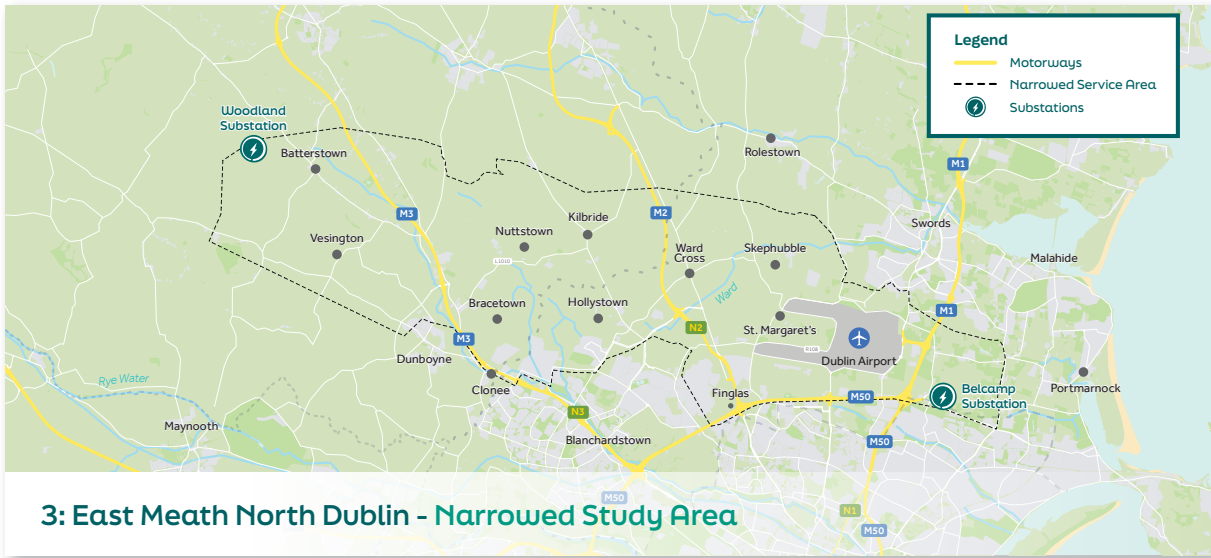 Legend
Motorways
Narrowed Service Area
Substations
Woodland
Substation
Batterstown
Rolestown
M1
M3
M2
Kilbride
Swords
Nuttstown
Vesington
Ward
Cross
Skephubble
Malahide
L1010
Ward
Bracetown
Hollystown
M1
St. Margaret's
N2
M3
R108
Dublin Airport
Dunboyne
Rye Water
Clonee
Finglas
M50
Belcamp
Substation
Portmarnock
N3
Maynooth
Blanchardstown
M50
M50
N1
M50
3: East Meath North Dublin - Narrowed Study Area